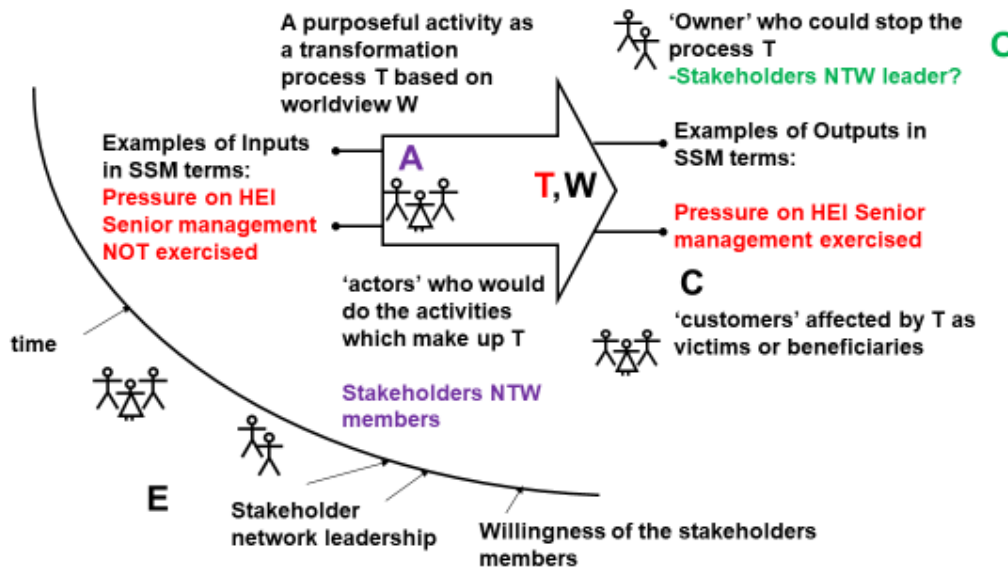 A purposeful activity as
a transformation
process T based on
worldview W
‘Owner’ who could stop the
process T
-Stakeholders NTW leader?
O
Examples of Inputs
in SSM terms:
Pressure on HEI
Senior management
NOT exercised
A
T, W
Examples of Outputs in
SSM terms:
Pressure on HEI Senior
management exercised
‘actors’ who would
do the activities
which make up T
Stakeholders NTW
members
C
‘customers’ affected by T as
victims or beneficiaries
time
E
Stakeholder
network leadership
Willingness of the stakeholders
members